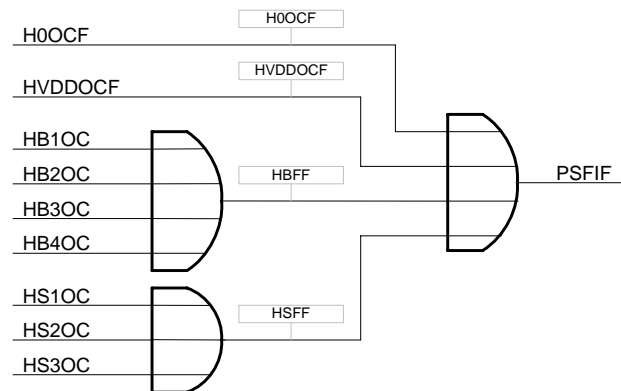 H0OCF
H0OCF
HVDDOCF
HVDDOCF
HB1OC
HB2OC
HBFF
PSFIF
HB3OC
HB4OC
HS1OC
HSFF
HS2OC
HS3OC